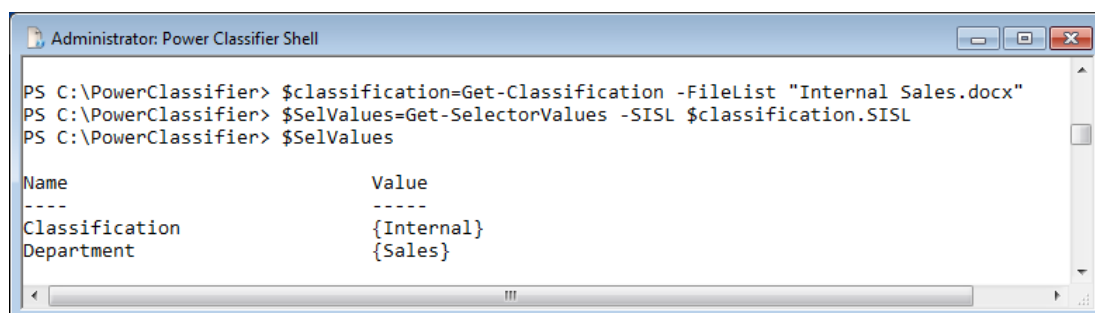 Administrator: Power Classifier Shell
PS C:\PowerClassifier> $classification=Get-Classification -FileList "Internal Sales.docx"
PS C:\PowerClassifier> $SelValues=Get-SelectorValues -SISL $classification.SISL
PS C:\PowerClassifier> $SelValues
Name Value
---- -----
Classification {Internal}
Department {Sales}